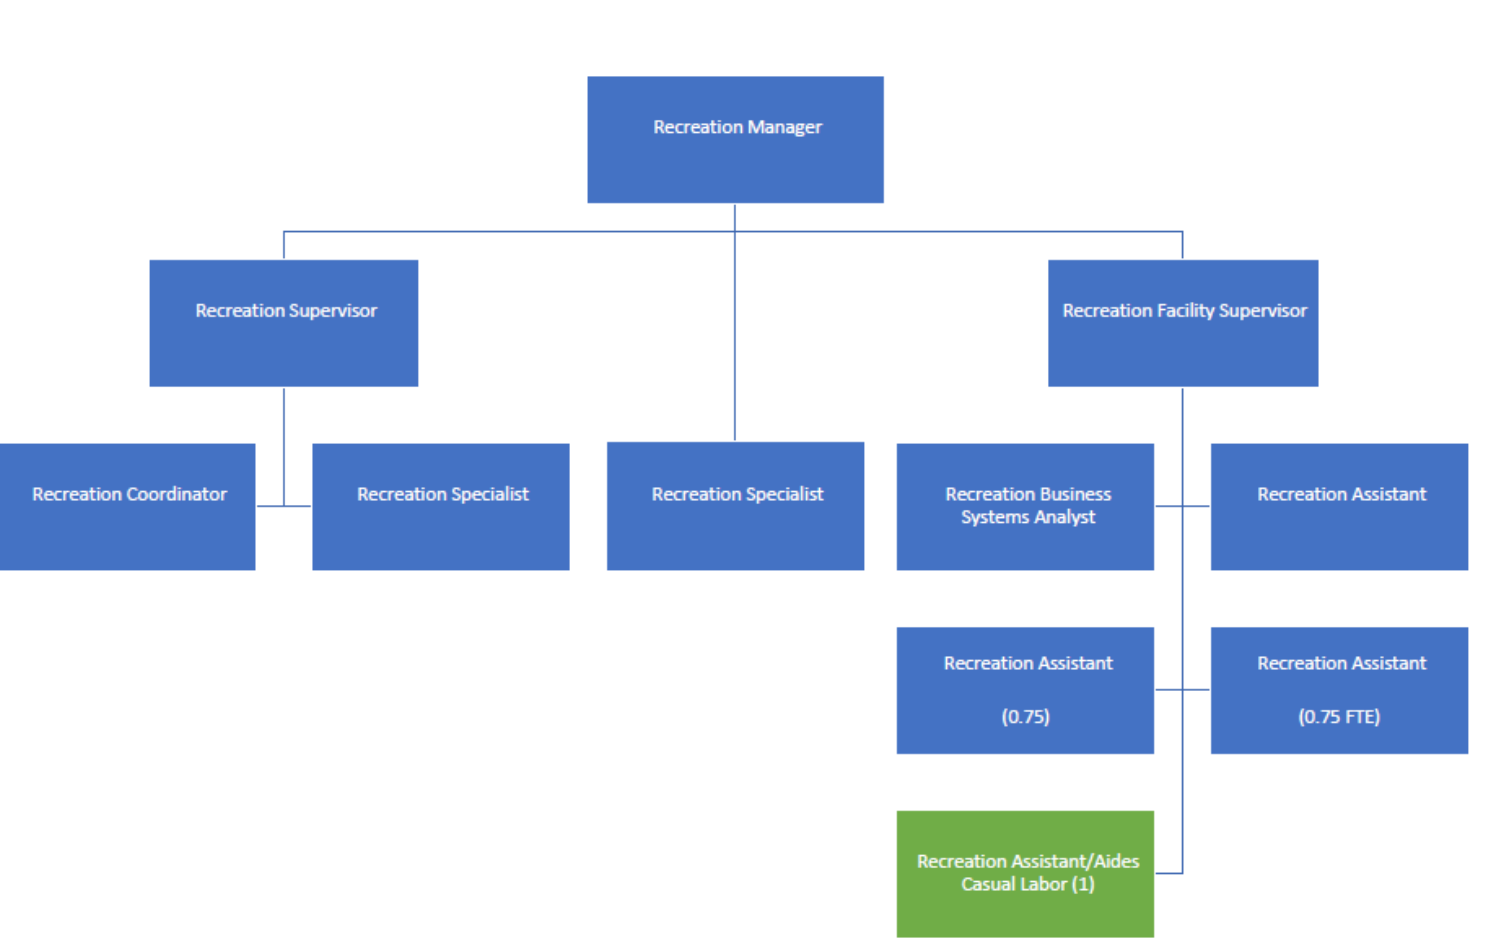 Recreation Manager
Recreation Supervisor
Recreation Facility Supervisor
Recreation Coordinator
Recreation Specialist
Recreation Specialist
Recreation Business
Systems Analyst
Recreation Assistant
Recreation Assistant
(0.75)
Recreation Assistant
(0.75 FTE)
Recreation Assistant/Aides
Casual Labor (1)